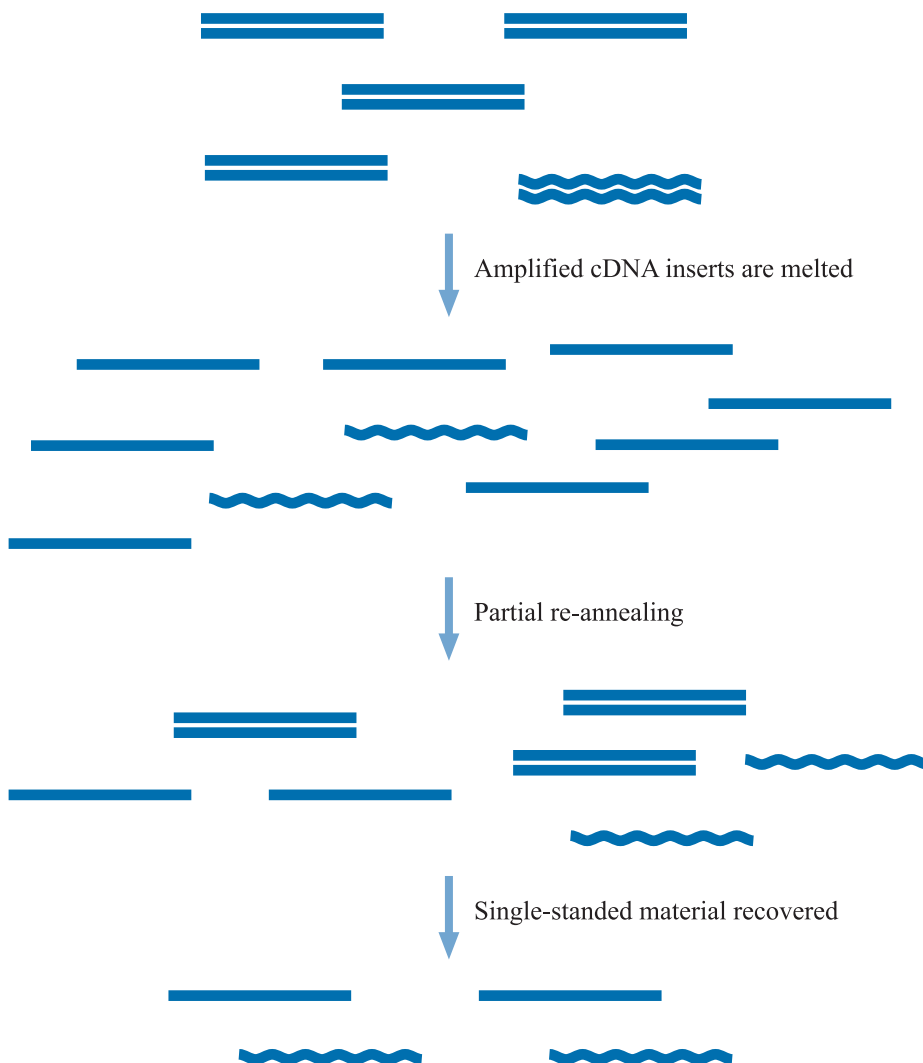 Amplified cDNA inserts are melted
Partial re-annealing
Single-standed material recovered